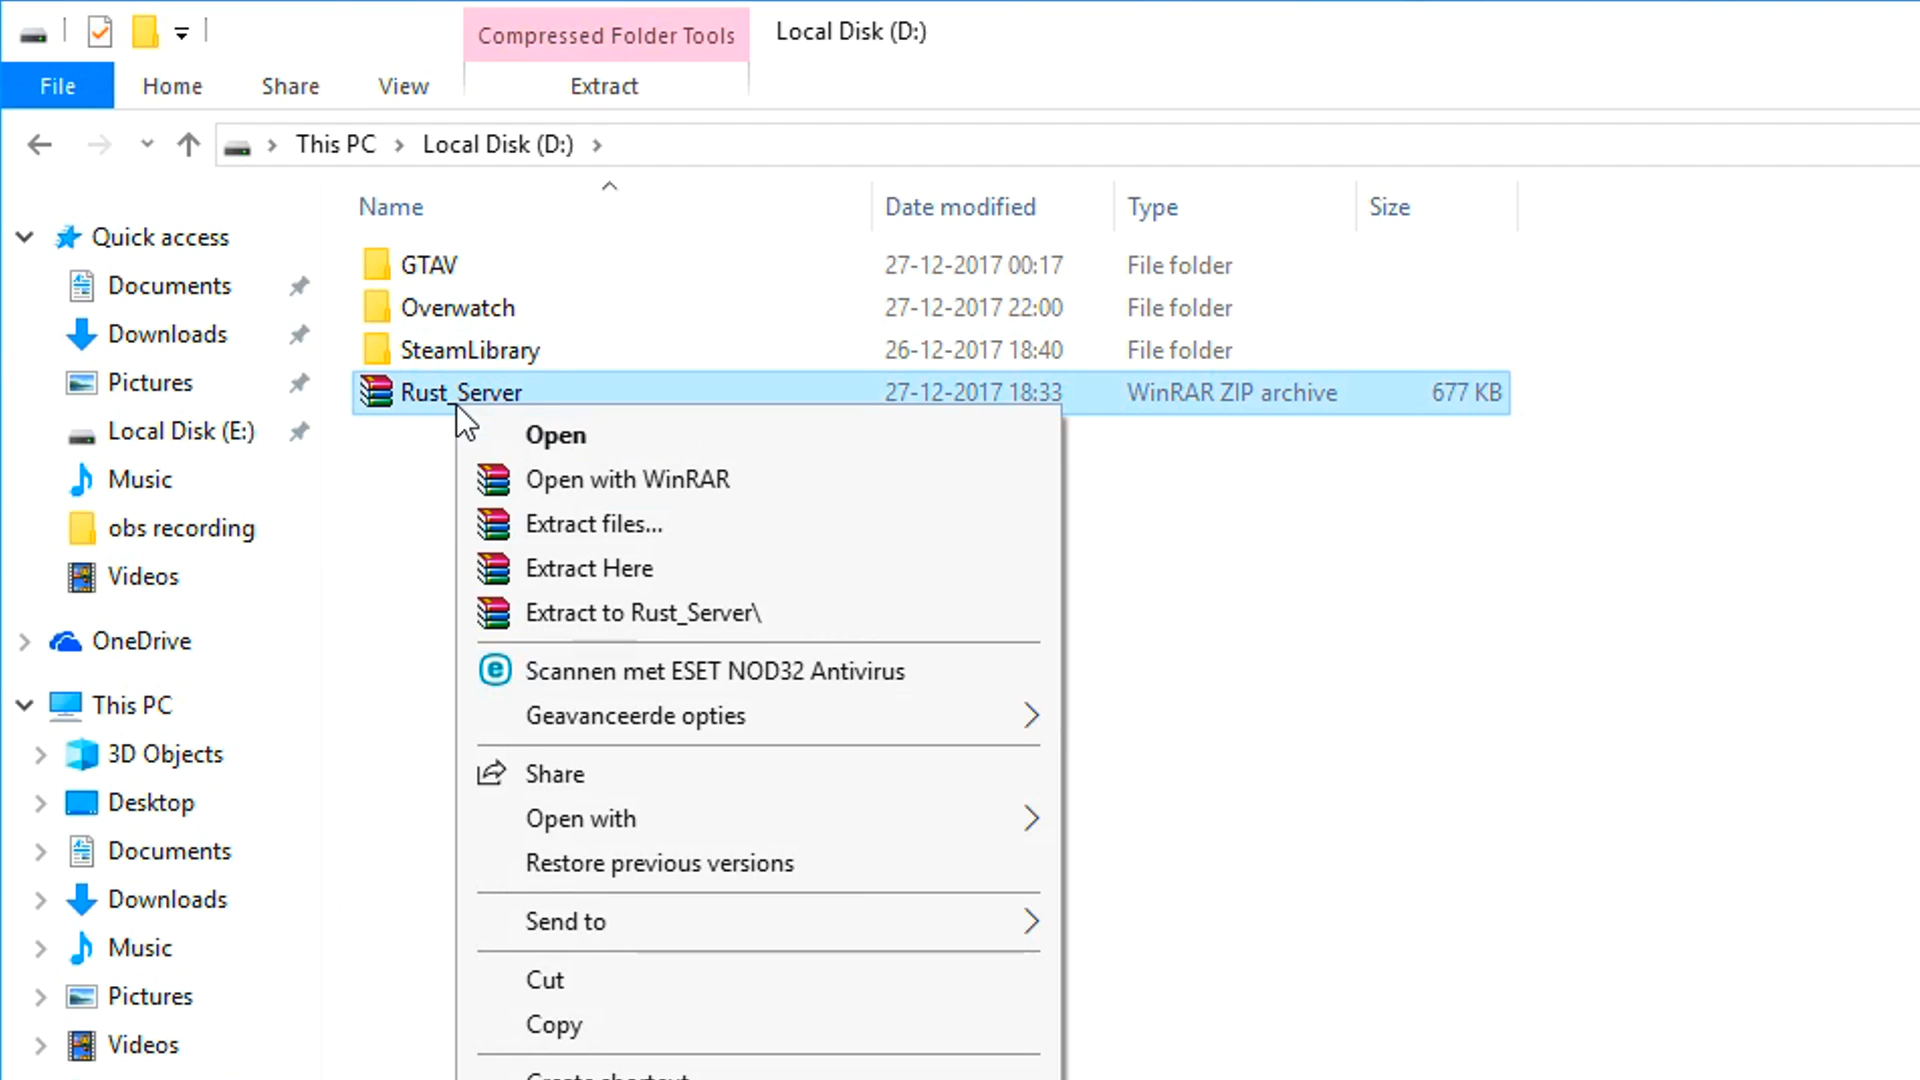 Compressed Folder Tools
Local Disk (D:)
File
Home
Share
View
Extract
This PC
Local Disk (D:)
Name
Date modified
Type
Size
Quick access
Documents
Downloads
Pictures
Local Disk (E:)
Music
obs recording
Videos
OneDrive
This PC
3D Objects
Desktop
Documents
Downloads
Music
Pictures
Videos
GTAV 27-12-2017 00:17 File folder
Overwatch 27-12-2017 22:00 File folder
SteamLibrary 26-12-2017 18:40 File folder
Rust_Server 27-12-2017 18:33 WinRAR ZIP archive 677 KB
Open
Open with WinRAR
Extract files...
Extract Here
Extract to Rust_Server\
Scannen met ESET NOD32 Antivirus
Geavanceerde opties
Share
Open with
Restore previous versions
Send to
Cut
Copy
Create shortcut